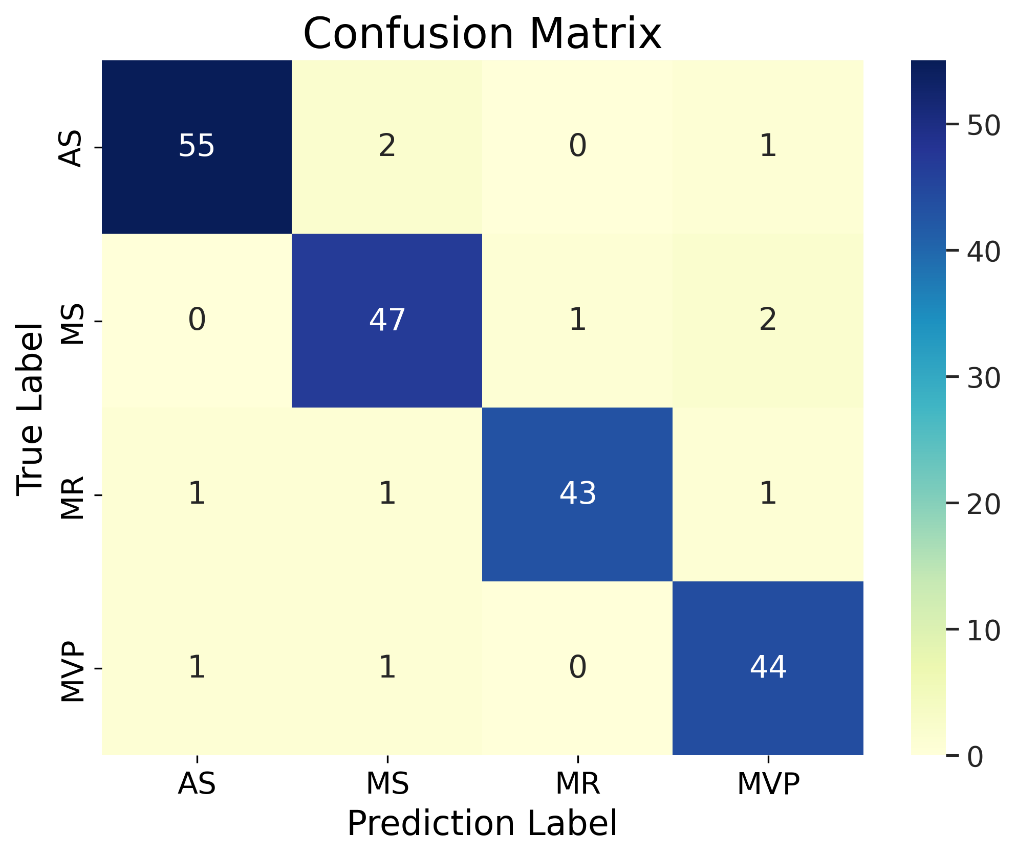 Confusion Matrix
True Label
AS
55 2 0 1
MS
0 47 1 2
MR
1 1 43 1
MVP
1 1 0 44
AS MS MR MVP
Prediction Label
50
40
30
20
10
0